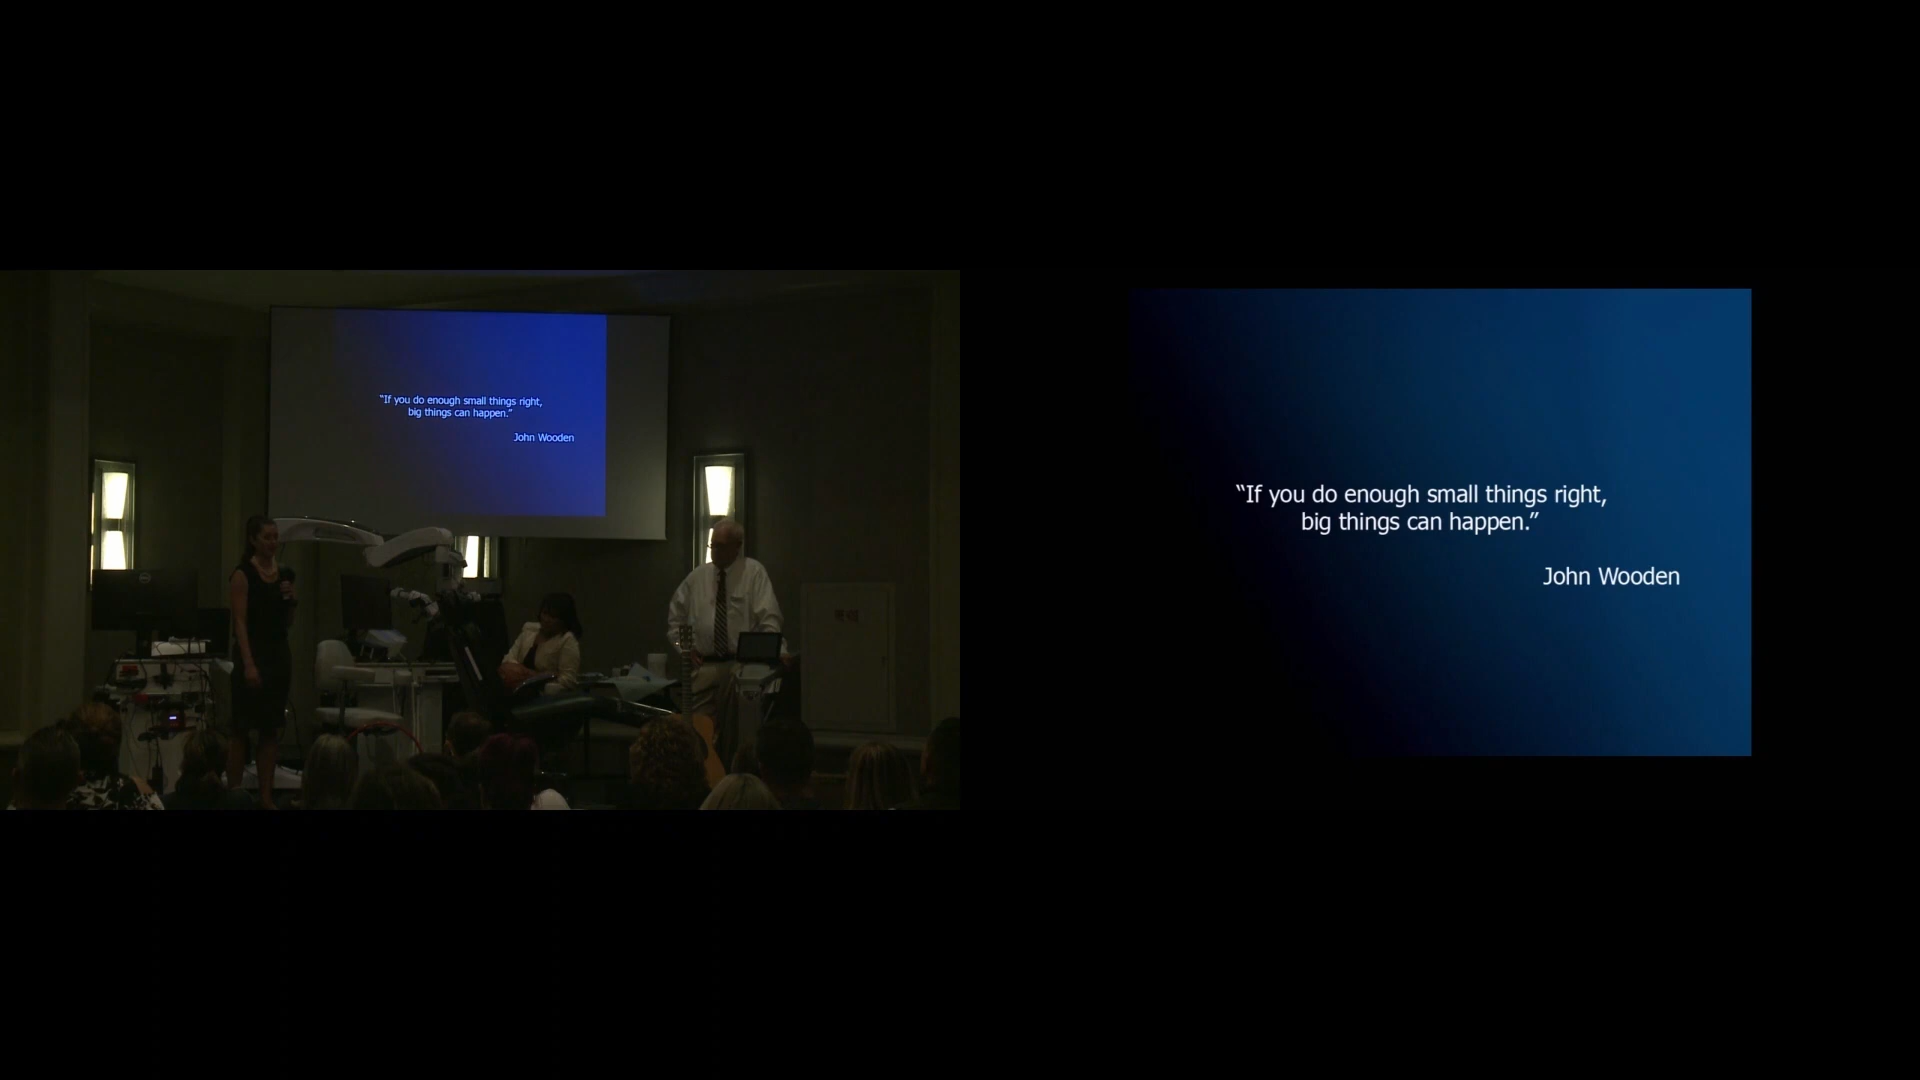 “If you do enough small things right,
big things can happen.”
John Wooden
“If you do enough small things right,
big things can happen.”
John Wooden